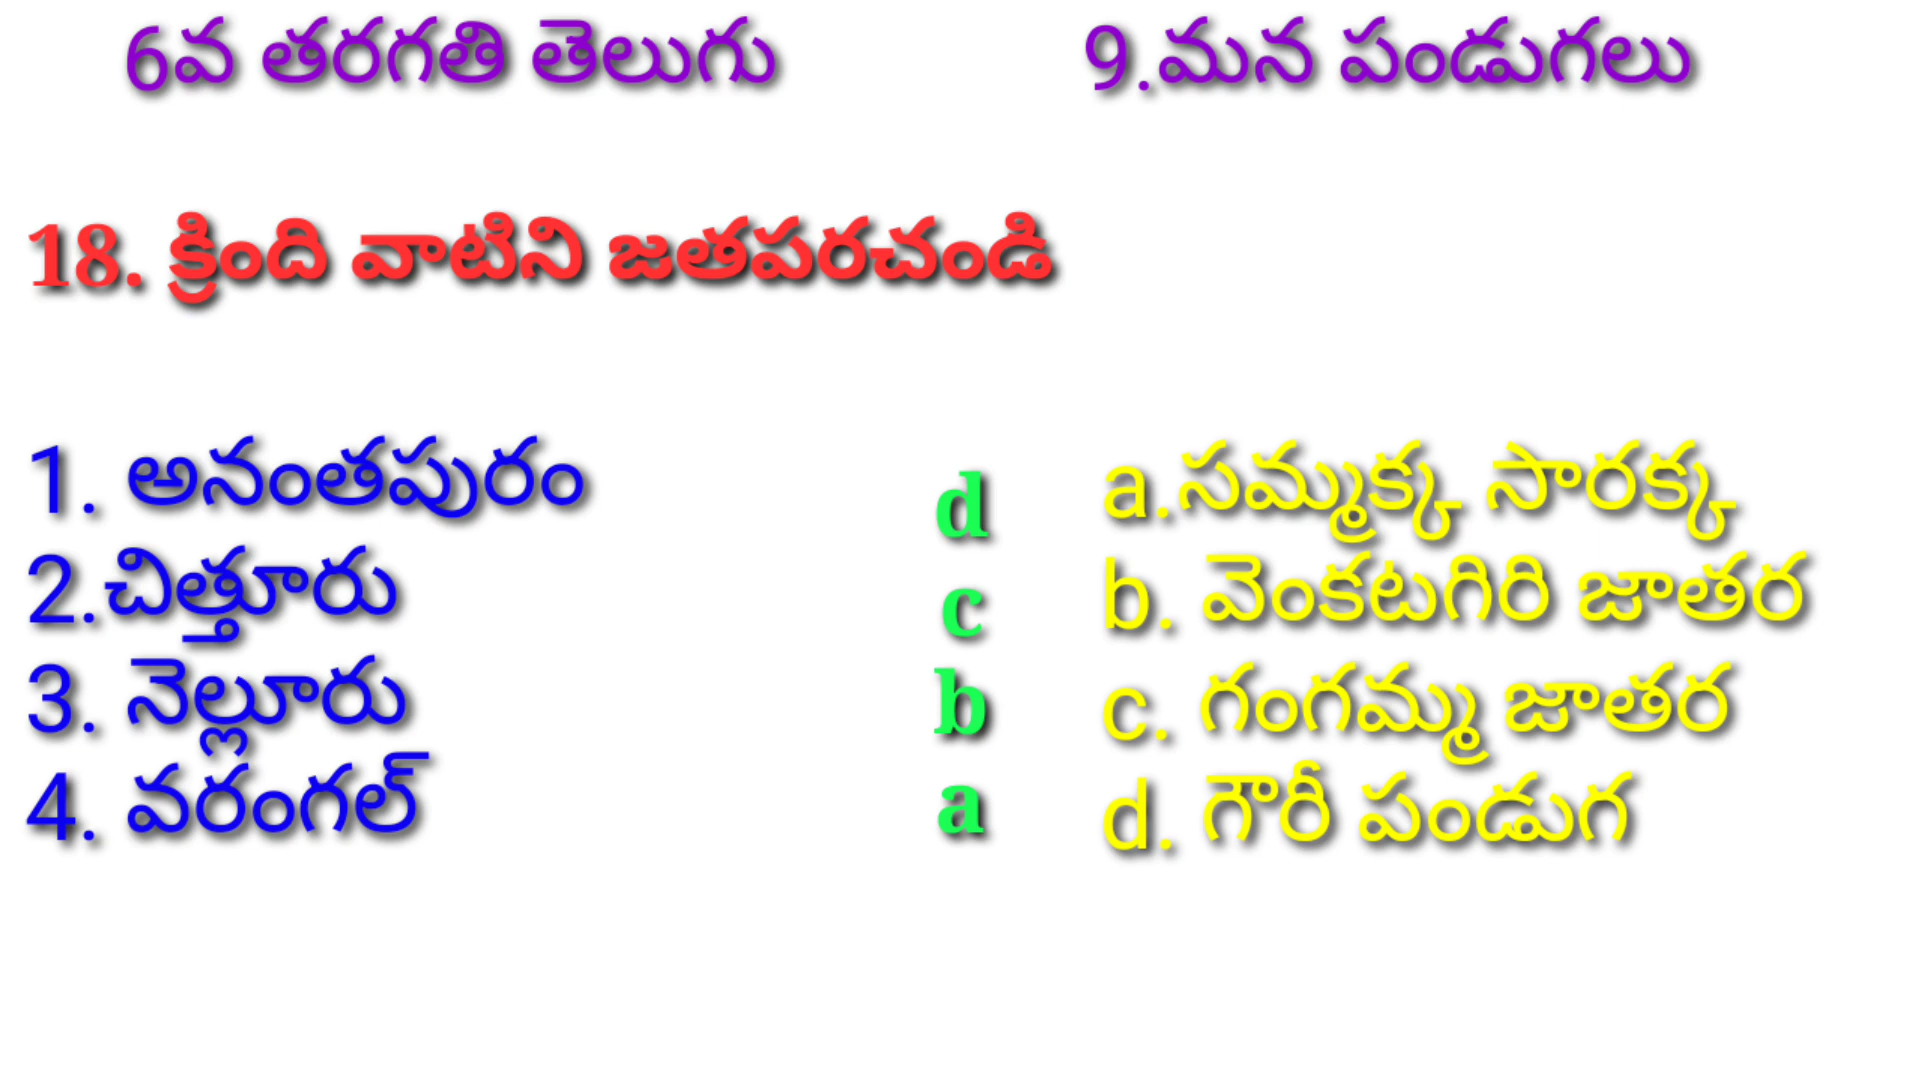 6వ తరగతి తెలుగు 9.మన పండుగలు
18. క్రింది వాటిని జతపరచండి
1. అనంతపురం d a.సమ్మక్క సారక్క
2.చిత్తూరు c b. వెంకటగిరి జాతర
3. నెల్లూరు b c. గంగమ్మ జాతర
4. వరంగల్ a d. గౌరీ పండుగ